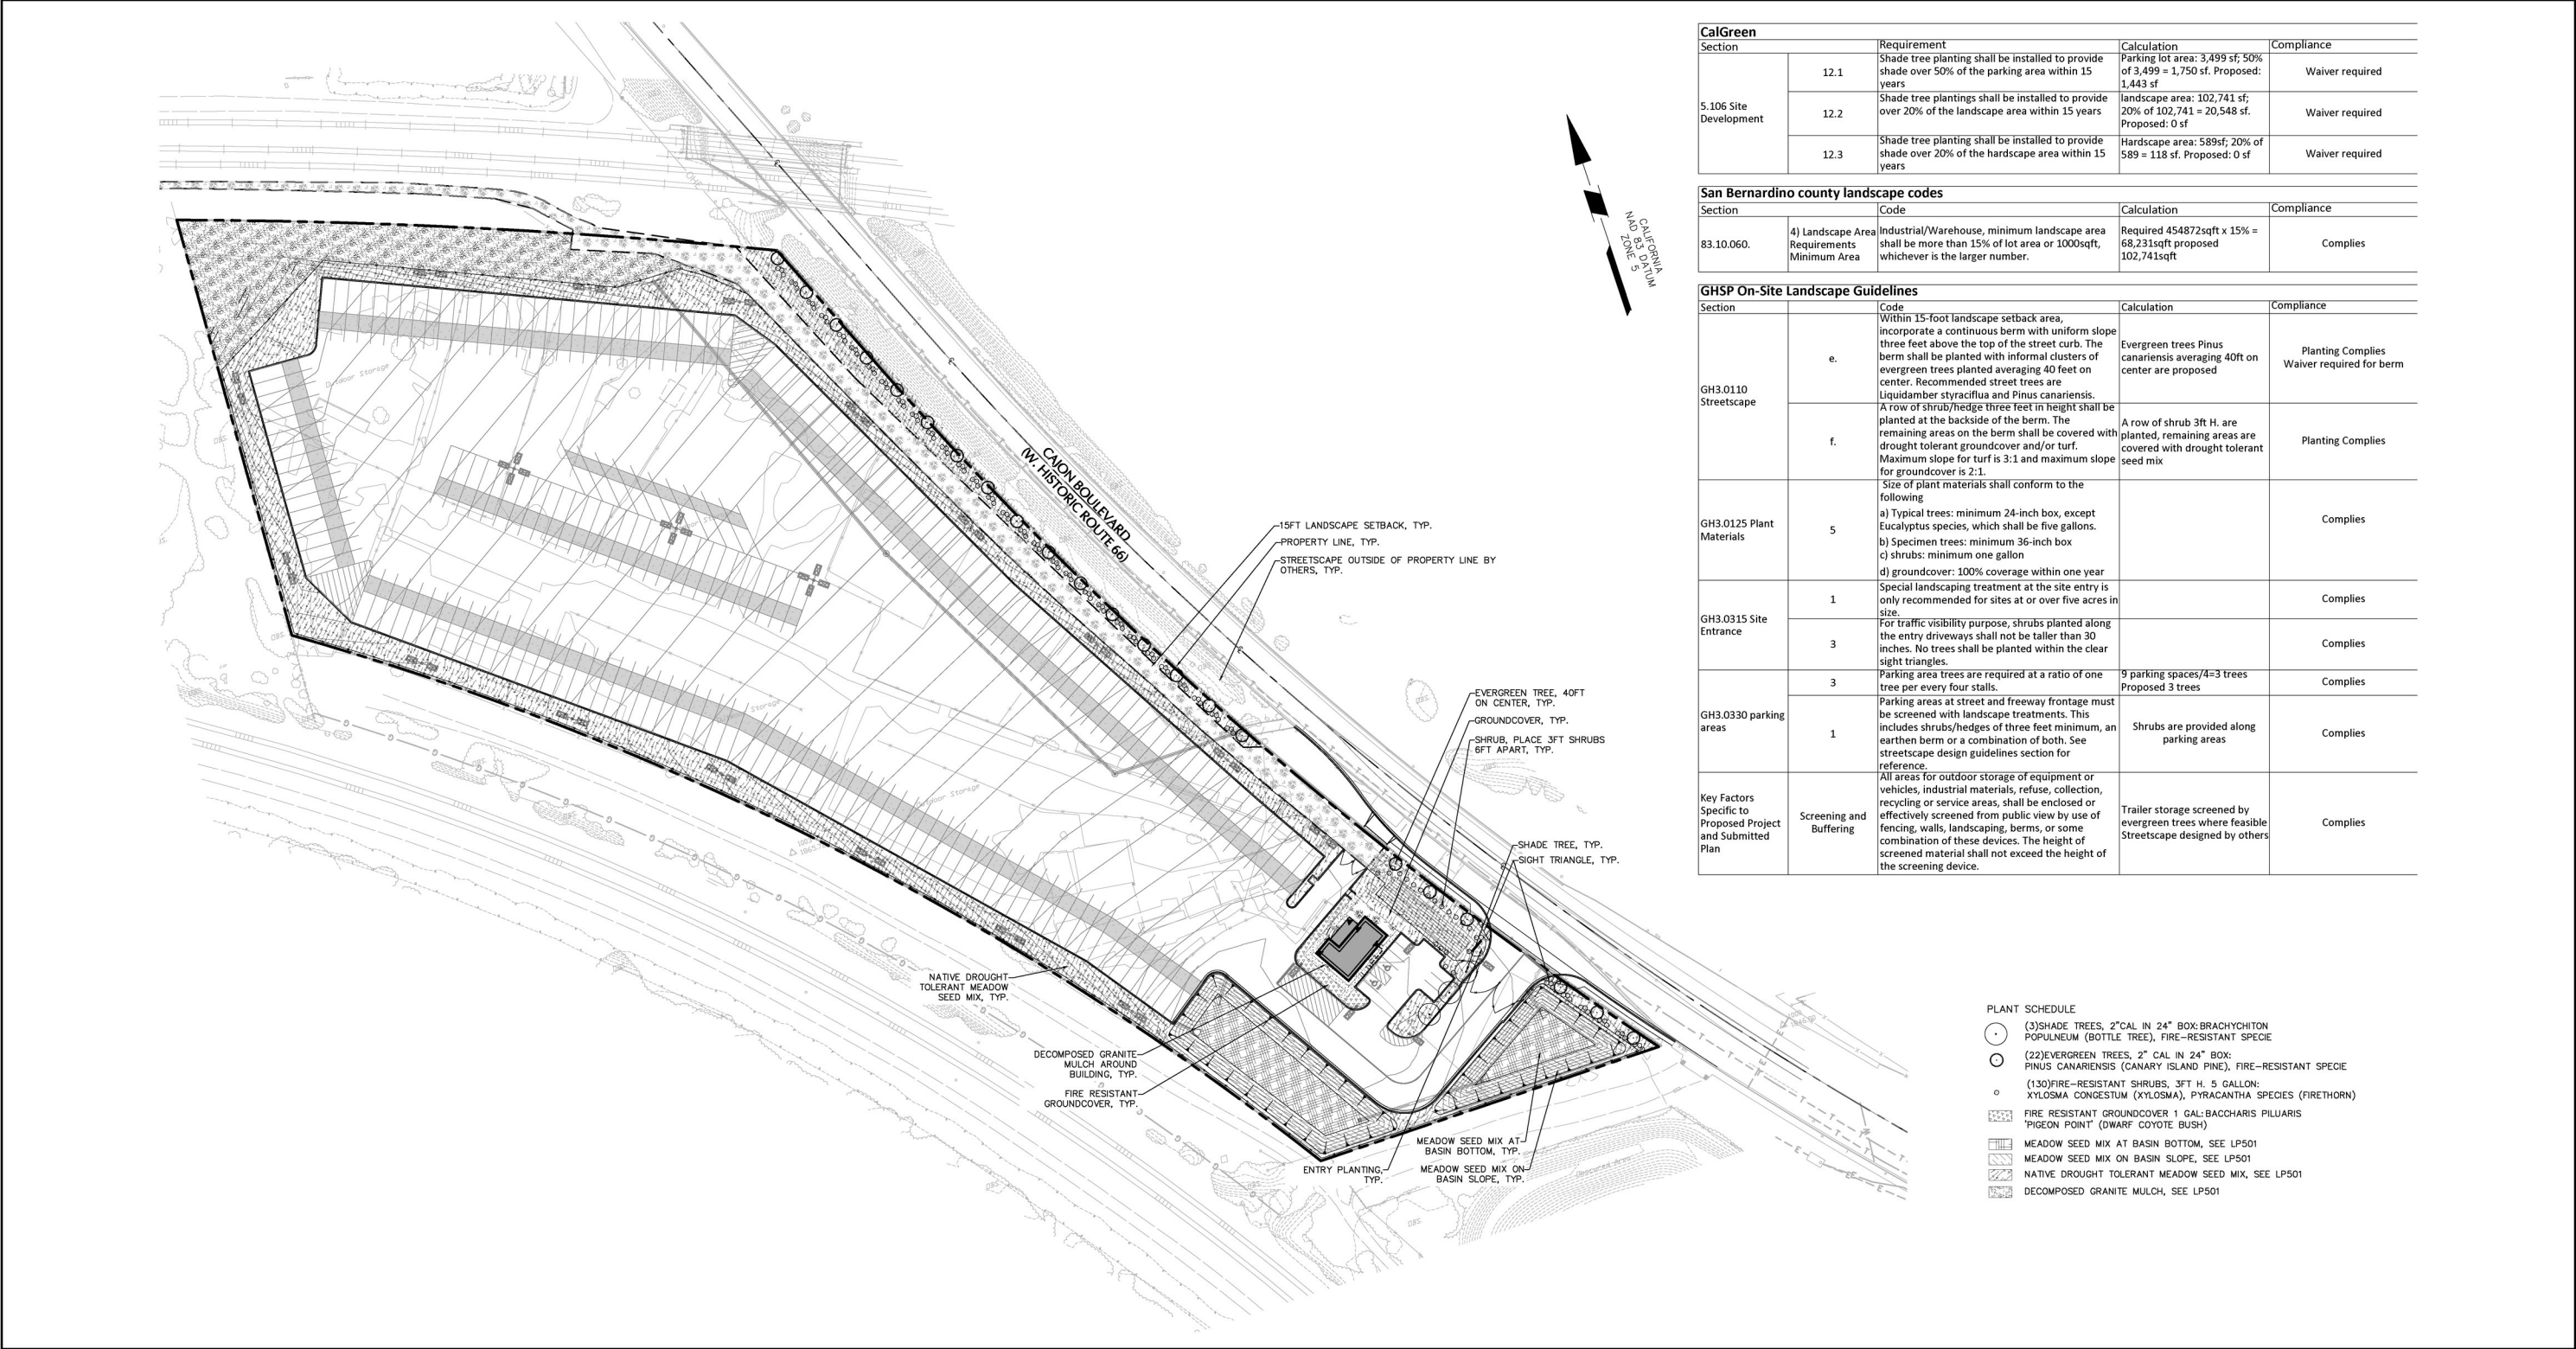 CalGreen
Section Requirement Calculation Compliance
5.106 Site
Development
12.1
Shade tree planting shall be installed to provide
shade over 50% of the parking area within 15
years
Parking lot area: 3,499 sf; 50%
of 3,499 = 1,750 sf. Proposed:
1,443 sf
Waiver required
12.2
Shade tree plantings shall be installed to provide
over 20% of the landscape area within 15 years
landscape area: 102,741 sf;
20% of 102,741 = 20,548 sf.
Proposed: 0 sf
Waiver required
12.3
Shade tree planting shall be installed to provide
shade over 20% of the hardscape area within 15
years
Hardscape area: 589sf; 20% of
589 = 118 sf. Proposed: 0 sf
Waiver required
San Bernardino county landscape codes
Section Code Calculation Compliance
83.10.060.
4) Landscape Area
Requirements
Minimum Area
Industrial/Warehouse, minimum landscape area
shall be more than 15% of lot area or 1000sqft,
whichever is the larger number.
Required 454872sqft x 15% =
68,231sqft proposed
102,741sqft
Complies
GHSP On-Site Landscape Guidelines
Section Code Calculation Compliance
GH3.0110
Streetscape
e.
Within 15-foot landscape setback area,
incorporate a continuous berm with uniform slope
three feet above the top of the street curb. The
berm shall be planted with informal clusters of
evergreen trees planted averaging 40 feet on
center. Recommended street trees are
Liquidamber styraciflua and Pinus canariensis.
Evergreen trees Pinus
canariensis averaging 40ft on
center are proposed
Planting Complies
Waiver required for berm
f.
A row of shrub/hedge three feet in height shall be
planted at the backside of the berm. The
remaining areas on the berm shall be covered with
drought tolerant groundcover and/or turf.
Maximum slope for turf is 3:1 and maximum slope
for groundcover is 2:1.
A row of shrub 3ft H. are
planted, remaining areas are
covered with drought tolerant
seed mix
Planting Complies
GH3.0125 Plant
Materials
5
Size of plant materials shall conform to the
following
a) Typical trees: minimum 24-inch box, except
Eucalyptus species, which shall be five gallons.
b) Specimen trees: minimum 36-inch box
c) shrubs: minimum one gallon
d) groundcover: 100% coverage within one year
Complies
GH3.0315 Site
Entrance
1
Special landscaping treatment at the site entry is
only recommended for sites at or over five acres in
size.
Complies
3
For traffic visibility purpose, shrubs planted along
the entry driveways shall not be taller than 30
inches. No trees shall be planted within the clear
sight triangles.
Complies
GH3.0330 parking
areas
3
Parking area trees are required at a ratio of one
tree per every four stalls.
9 parking spaces/4=3 trees
Proposed 3 trees
Complies
1
Parking areas at street and freeway frontage must
be screened with landscape treatments. This
includes shrubs/hedges of three feet minimum, an
earthen berm or a combination of both. See
streetscape design guidelines section for
reference.
Shrubs are provided along
parking areas
Complies
Key Factors
Specific to
Proposed Project
and Submitted
Plan
Screening and
Buffering
All areas for outdoor storage of equipment or
vehicles, industrial materials, refuse, collection,
recycling or service areas, shall be enclosed or
effectively screened from public view by use of
fencing, walls, landscaping, berms, or some
combination of these devices. The height of
screened material shall not exceed the height of
the screening device.
Trailer storage screened by
evergreen trees where feasible
Streetscape designed by others
Complies
CALIFORNIA
NAD 83 DATUM
ZONE 5
CAJON BOULEVARD
(W. HISTORIC ROUTE 66)
Outdoor Storage
15FT LANDSCAPE SETBACK, TYP.
PROPERTY LINE, TYP.
STREETSCAPE OUTSIDE OF PROPERTY LINE BY
OTHERS, TYP.
EVERGREEN TREE, 40FT
ON CENTER, TYP.
GROUNDCOVER, TYP.
SHRUB, PLACE 3FT SHRUBS
6FT APART, TYP.
SHADE TREE, TYP.
SIGHT TRIANGLE, TYP.
NATIVE DROUGHT
TOLERANT MEADOW
SEED MIX, TYP.
DECOMPOSED GRANITE
MULCH AROUND
BUILDING, TYP.
FIRE RESISTANT
GROUNDCOVER, TYP.
MEADOW SEED MIX AT
BASIN BOTTOM, TYP.
ENTRY PLANTING,
TYP.
MEADOW SEED MIX ON
BASIN SLOPE, TYP.
PLANT SCHEDULE
(3)SHADE TREES, 2"CAL IN 24" BOX: BRACHYCHITON
POPULNEUM (BOTTLE TREE), FIRE-RESISTANT SPECIE
(22)EVERGREEN TREES, 2" CAL IN 24" BOX:
PINUS CANARIENSIS (CANARY ISLAND PINE), FIRE-RESISTANT SPECIE
(130)FIRE-RESISTANT SHRUBS, 3FT H. 5 GALLON:
XYLOSMA CONGESTUM (XYLOSMA), PYRACANTHA SPECIES (FIRETHORN)
FIRE RESISTANT GROUNDCOVER 1 GAL: BACCHARIS PILUARIS
'PIGEON POINT' (DWARF COYOTE BUSH)
MEADOW SEED MIX AT BASIN BOTTOM, SEE LP501
MEADOW SEED MIX ON BASIN SLOPE, SEE LP501
NATIVE DROUGHT TOLERANT MEADOW SEED MIX, SEE LP501
DECOMPOSED GRANITE MULCH, SEE LP501